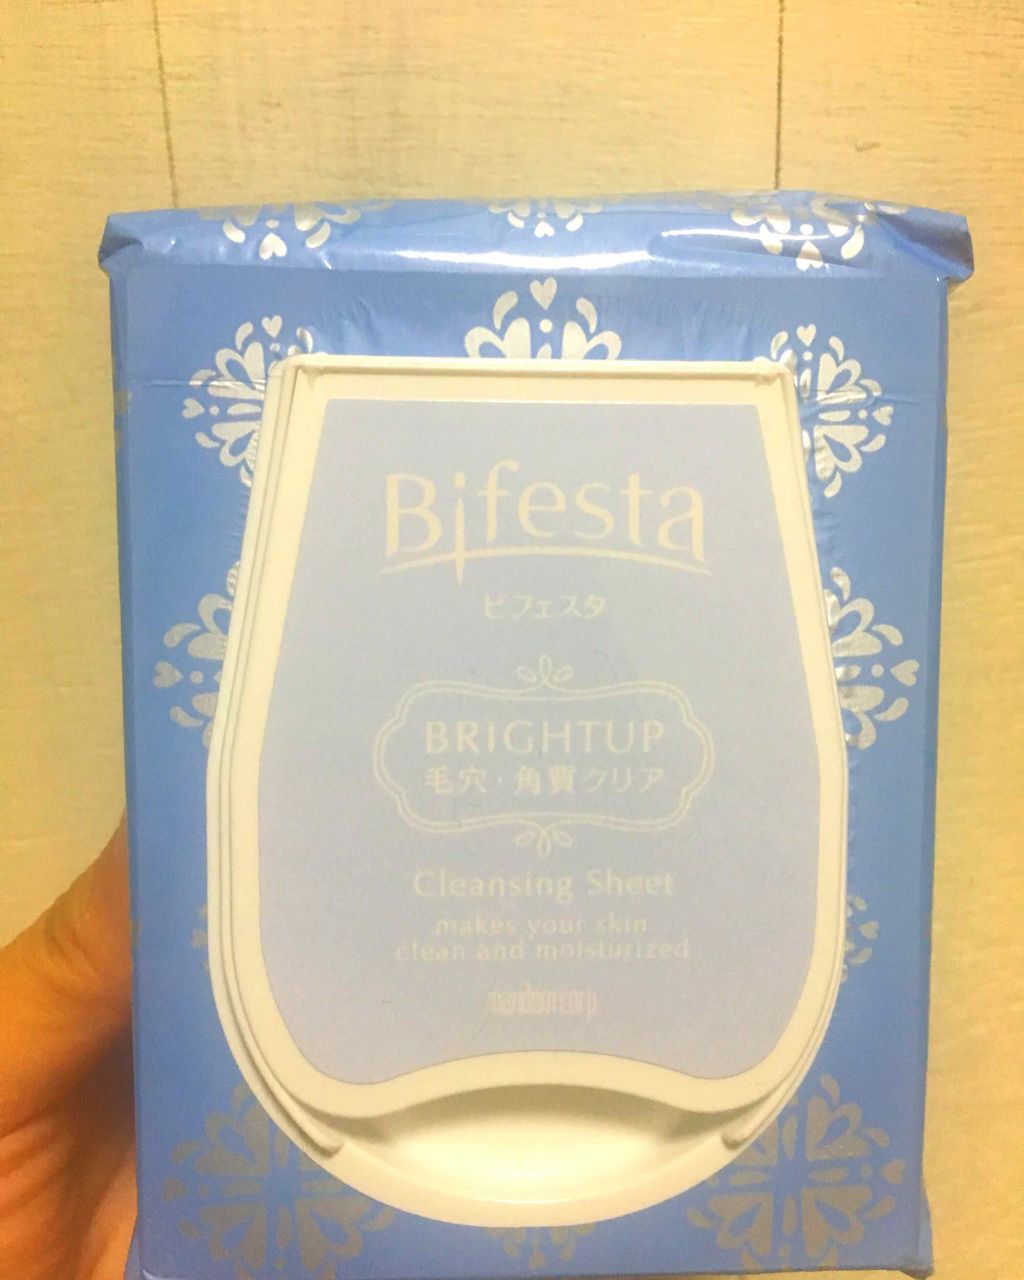 Bifesta
ビフェスタ
BRIGHTUP
毛穴・角質クリア
Cleansing Sheet
makes your skin
clean and moisturized
mandom corp